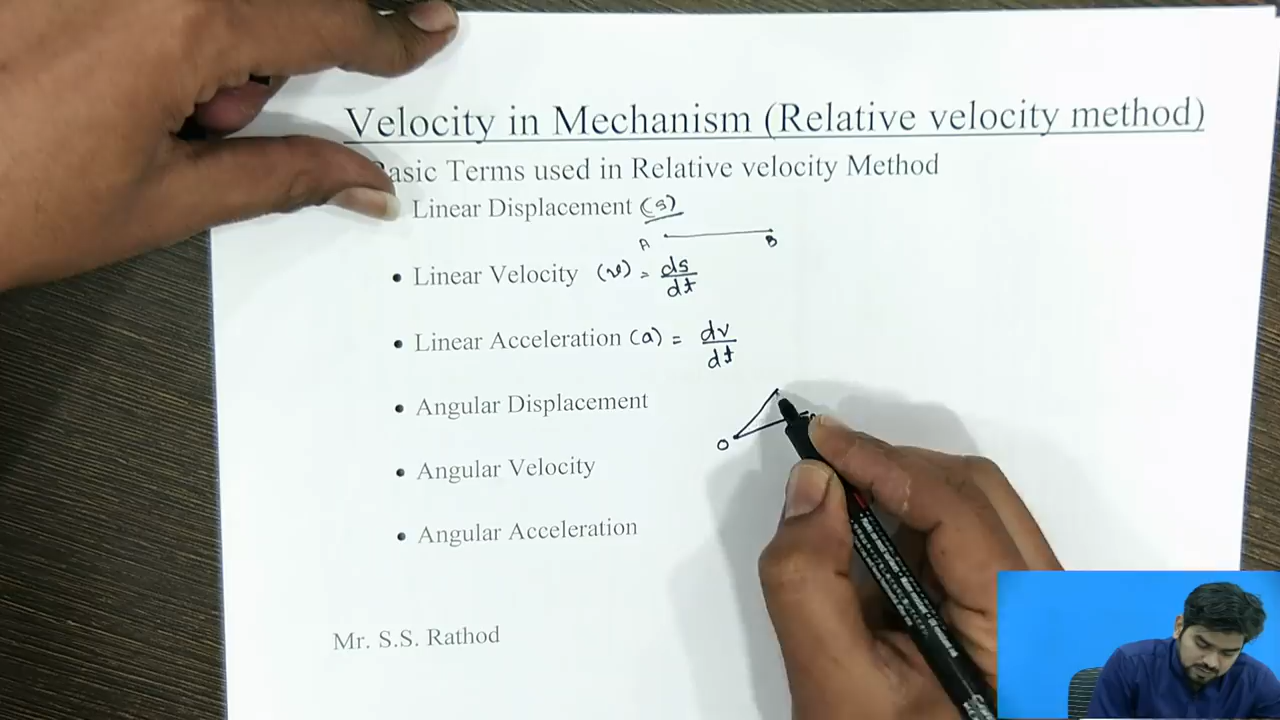 Velocity in Mechanism (Relative velocity method)
Basic Terms used in Relative velocity Method
Linear Displacement (s)
A B
• Linear Velocity (v) = ds/dt
• Linear Acceleration (a) = dv/dt
• Angular Displacement
O
• Angular Velocity
• Angular Acceleration
Mr. S.S. Rathod